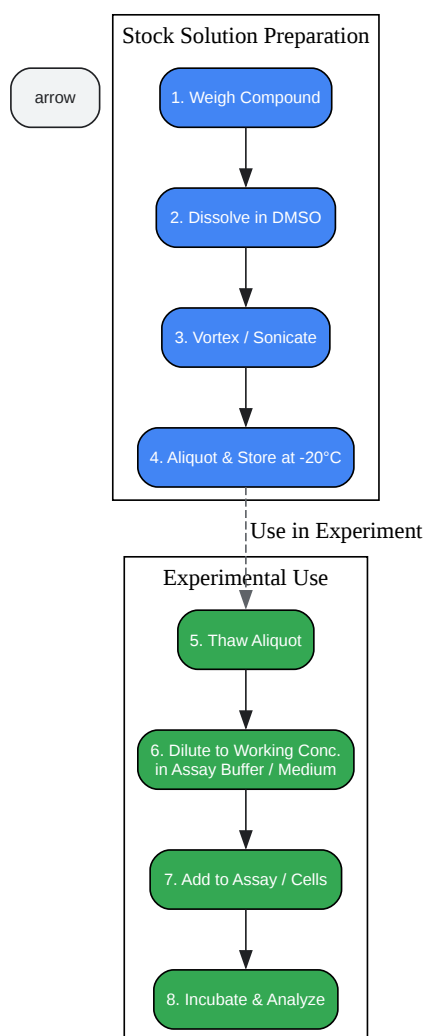 Stock Solution Preparation
arrow
1. Weigh Compound
2. Dissolve in DMSO
3. Vortex / Sonicate
4. Aliquot & Store at -20°C
Use in Experiment
Experimental Use
5. Thaw Aliquot
6. Dilute to Working Conc.
in Assay Buffer / Medium
7. Add to Assay / Cells
8. Incubate & Analyze